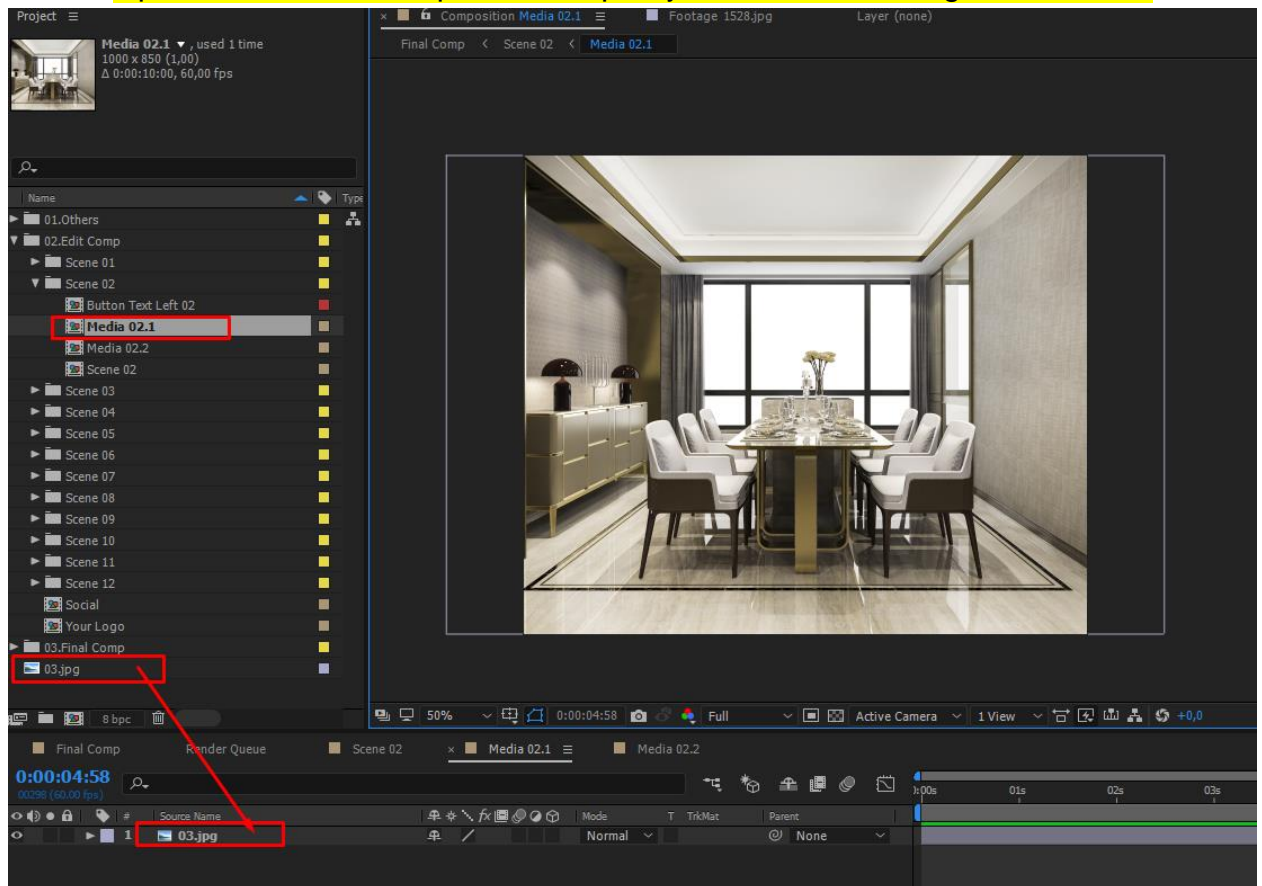 Project
Media 02.1 ▼ , used 1 time
1000 x 850 (1,00)
Δ 0:00:10:00, 60,00 fps
Name Type
01.Others
02.Edit Comp
Scene 01
Scene 02
Button Text Left 02
Media 02.1
Media 02.2
Scene 02
Scene 03
Scene 04
Scene 05
Scene 06
Scene 07
Scene 08
Scene 09
Scene 10
Scene 11
Scene 12
Social
Your Logo
03.Final Comp
03.jpg
8 bpc
× Composition Media 02.1 Footage 1528.jpg Layer (none)
Final Comp < Scene 02 < Media 02.1
50% 0:00:04:58 Full Active Camera 1 View +0,0
Final Comp Render Queue Scene 02 × Media 02.1 Media 02.2
0:00:04:58
00298 (60.00 fps)
01s 02s 03s
# Source Name fx Mode T TrkMat Parent
1 03.jpg Normal None